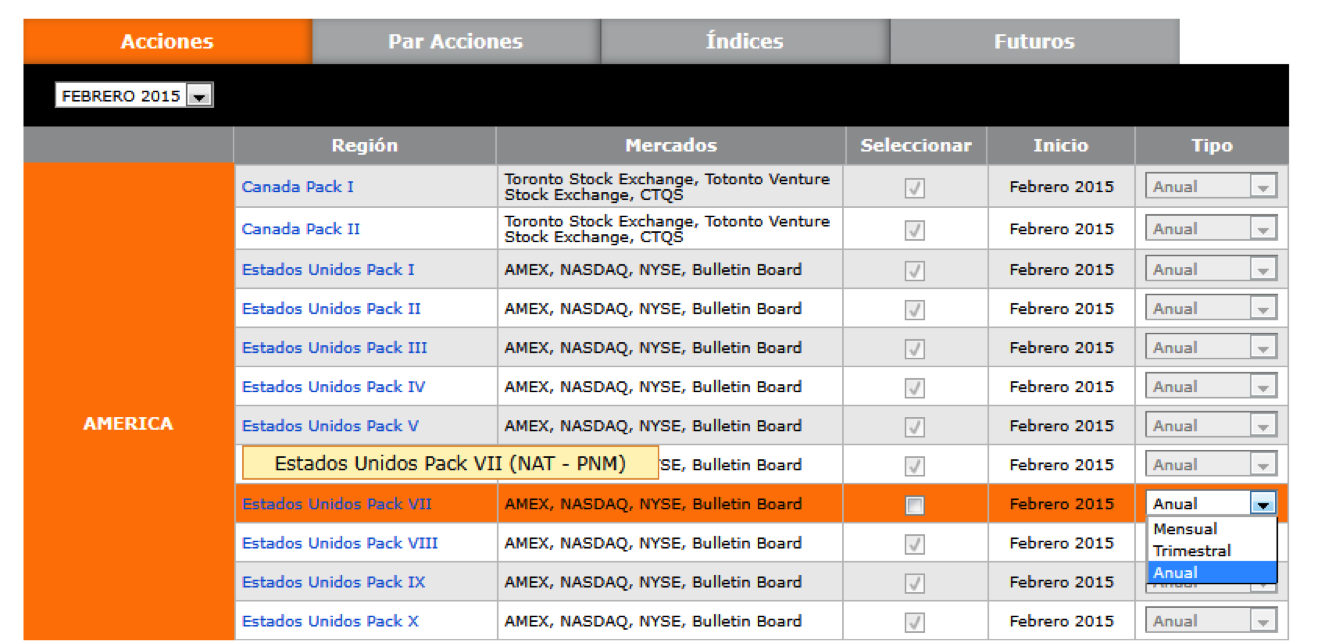 Acciones Par Acciones Índices Futuros
FEBRERO 2015
Región Mercados Seleccionar Inicio Tipo
AMERICA
Canada Pack I Toronto Stock Exchange, Totonto Venture Febrero 2015 Anual
Stock Exchange, CTQS
Canada Pack II Toronto Stock Exchange, Totonto Venture Febrero 2015 Anual
Stock Exchange, CTQS
Estados Unidos Pack I AMEX, NASDAQ, NYSE, Bulletin Board Febrero 2015 Anual
Estados Unidos Pack II AMEX, NASDAQ, NYSE, Bulletin Board Febrero 2015 Anual
Estados Unidos Pack III AMEX, NASDAQ, NYSE, Bulletin Board Febrero 2015 Anual
Estados Unidos Pack IV AMEX, NASDAQ, NYSE, Bulletin Board Febrero 2015 Anual
Estados Unidos Pack V AMEX, NASDAQ, NYSE, Bulletin Board Febrero 2015 Anual
Estados Unidos Pack VII (NAT - PNM) SE, Bulletin Board Febrero 2015 Anual
Estados Unidos Pack VII AMEX, NASDAQ, NYSE, Bulletin Board Febrero 2015 Anual
Mensual
Trimestral
Anual
Estados Unidos Pack VIII AMEX, NASDAQ, NYSE, Bulletin Board Febrero 2015
Estados Unidos Pack IX AMEX, NASDAQ, NYSE, Bulletin Board Febrero 2015
Estados Unidos Pack X AMEX, NASDAQ, NYSE, Bulletin Board Febrero 2015 Anual